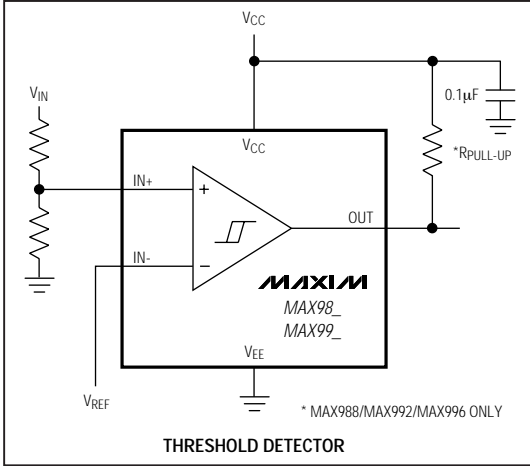 VCC
VIN
0.1μF
VCC
*RPULL-UP
IN+
+
OUT
IN-
−
MAXIM
MAX98_
MAX99_
VEE
VREF
* MAX988/MAX992/MAX996 ONLY
THRESHOLD DETECTOR